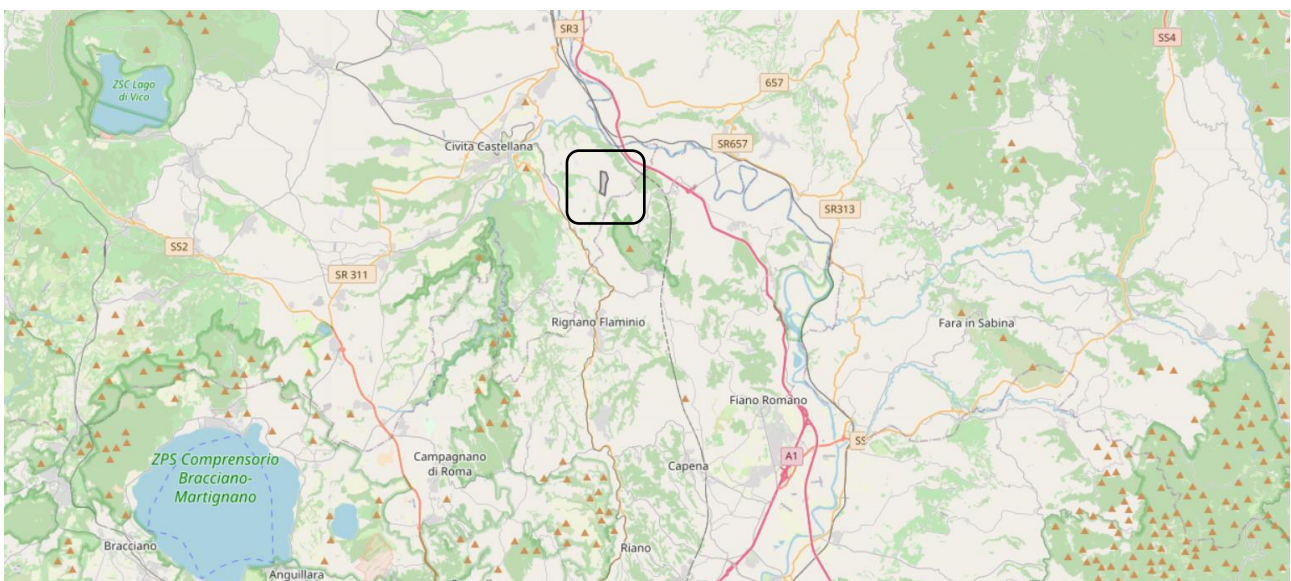 SR3
SS4
ZSC Lago
di Vico
657
Civita Castellana
SR657
SR313
SS2
SR 311
Rignano Flaminio
Fara in Sabina
Fiano Romano
SS
ZPS Comprensorio
Bracciano-
Martignano
Campagnano
di Roma
Capena
A1
Bracciano
Riano
Anguillara